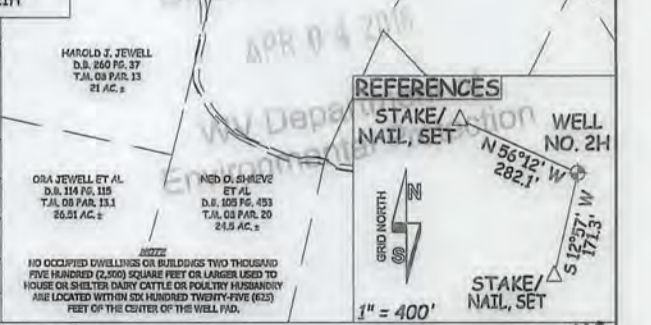 HAROLD J. JEWELL
D.B. 260 PG. 37
T.M. 08 PAR. 13
21 AC. ±
APR 04 2016
WV Department of
Environmental Protection
ORA JEWELL ET AL
D.B. 114 PG. 115
T.M. 08 PAR. 13.1
26.51 AC. ±
NED O. SHREVE
ET AL
D.B. 105 PG. 453
T.M. 08 PAR. 20
24.5 AC. ±
NOTE
NO OCCUPIED DWELLINGS OR BUILDINGS TWO THOUSAND
FIVE HUNDRED (2,500) SQUARE FEET OR LARGER USED TO
HOUSE OR SHELTER DAIRY CATTLE OR POULTRY HUSBANDRY
ARE LOCATED WITHIN SIX HUNDRED TWENTY-FIVE (625)
FEET OF THE CENTER OF THE WELL PAD.
REFERENCES
STAKE/
NAIL, SET
WELL
NO. 2H
N 56°12' W
282.1'
GRID NORTH
N
S
S 12°57' W
171.3'
STAKE/
NAIL, SET
1" = 400'